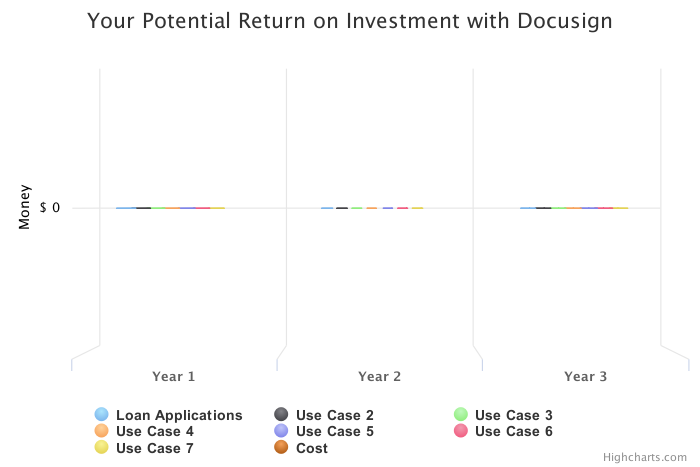 Your Potential Return on Investment with Docusign
Money
$ 0
Year 1 Year 2 Year 3
Loan Applications Use Case 2 Use Case 3
Use Case 4 Use Case 5 Use Case 6
Use Case 7 Cost
Highcharts.com